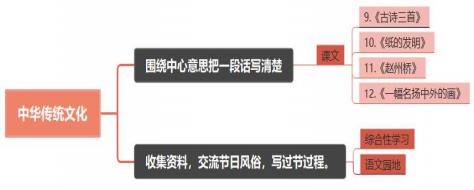 中华传统文化
围绕中心意思把一段话写清楚
课文
9.《古诗三首》
10.《纸的发明》
11.《赵州桥》
12.《一幅名扬中外的画》
收集资料，交流节日风俗，写过节过程。
综合性学习
语文园地